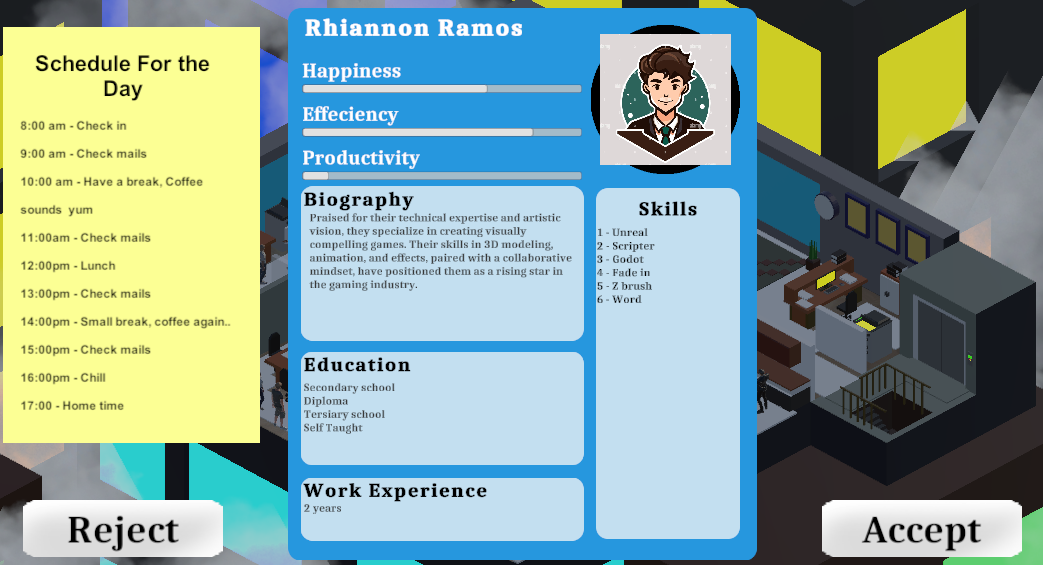 Schedule For the
Day
8:00 am - Check in
9:00 am - Check mails
10:00 am - Have a break, Coffee
sounds yum
11:00am - Check mails
12:00pm - Lunch
13:00pm - Check mails
14:00pm - Small break, coffee again..
15:00pm - Check mails
16:00pm - Chill
17:00 - Home time
Rhiannon Ramos
Happiness
Effeciency
Productivity
Biography
Praised for their technical expertise and artistic
vision, they specialize in creating visually
compelling games. Their skills in 3D modeling,
animation, and effects, paired with a collaborative
mindset, have positioned them as a rising star in
the gaming industry.
Education
Secondary school
Diploma
Tersiary school
Self Taught
Work Experience
2 years
Skills
1 - Unreal
2 - Scripter
3 - Godot
4 - Fade in
5 - Z brush
6 - Word
Reject
Accept